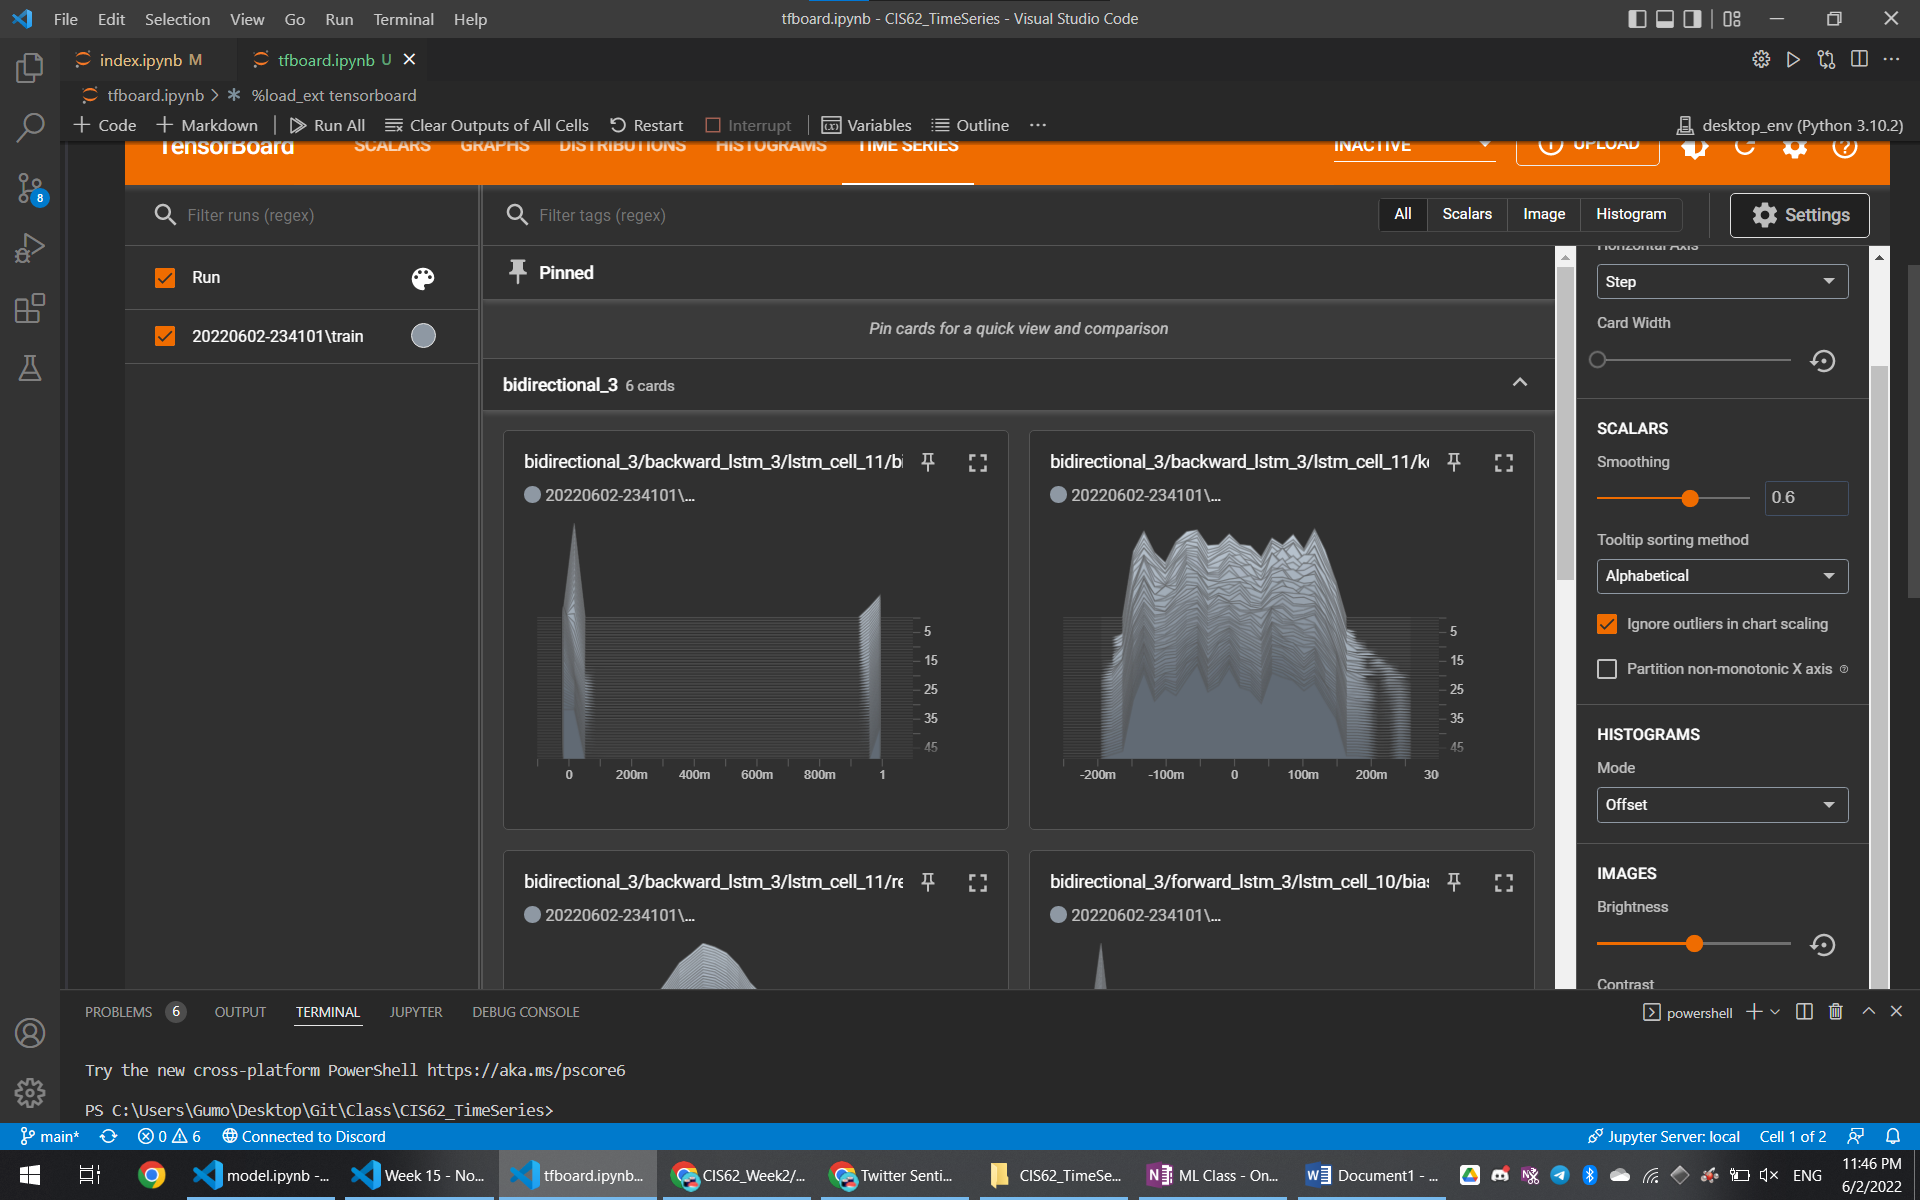 File Edit Selection View Go Run Terminal Help
tfboard.ipynb - CIS62_TimeSeries - Visual Studio Code
index.ipynb M
tfboard.ipynb U
tfboard.ipynb > %load_ext tensorboard
Code Markdown Run All Clear Outputs of All Cells Restart Interrupt Variables Outline
desktop_env (Python 3.10.2)
TensorBoard SCALARS GRAPHS DISTRIBUTIONS HISTOGRAMS TIME SERIES INACTIVE UPLOAD
Filter runs (regex)
Filter tags (regex)
All Scalars Image Histogram
Settings
Run
20220602-234101\train
Pinned
Pin cards for a quick view and comparison
bidirectional_3 6 cards
bidirectional_3/backward_lstm_3/lstm_cell_11/bi
20220602-234101\...
5
15
25
35
45
0 200m 400m 600m 800m 1
bidirectional_3/backward_lstm_3/lstm_cell_11/ke
20220602-234101\...
5
15
25
35
45
-200m -100m 0 100m 200m 30
bidirectional_3/backward_lstm_3/lstm_cell_11/re
20220602-234101\...
bidirectional_3/forward_lstm_3/lstm_cell_10/bias
20220602-234101\...
Horizontal Axis
Step
Card Width
SCALARS
Smoothing
0.6
Tooltip sorting method
Alphabetical
Ignore outliers in chart scaling
Partition non-monotonic X axis
HISTOGRAMS
Mode
Offset
IMAGES
Brightness
Contrast
PROBLEMS 6 OUTPUT TERMINAL JUPYTER DEBUG CONSOLE
powershell
Try the new cross-platform PowerShell https://aka.ms/pscore6
PS C:\Users\Gumo\Desktop\Git\Class\CIS62_TimeSeries>
8
main* 0 6 Connected to Discord
Jupyter Server: local Cell 1 of 2
model.ipynb -...
Week 15 - No...
tfboard.ipynb...
CIS62_Week2/...
Twitter Senti...
CIS62_TimeSe...
ML Class - On...
Document1 - ...
ENG
11:46 PM
6/2/2022